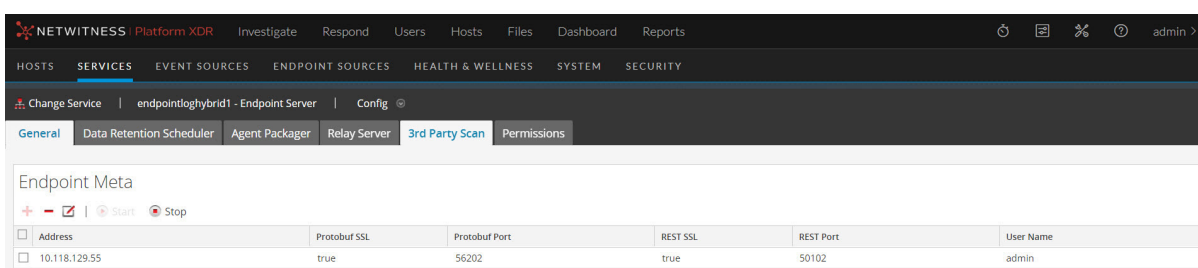 NETWITNESS Platform XDR Investigate Respond Users Hosts Files Dashboard Reports admin >
HOSTS SERVICES EVENT SOURCES ENDPOINT SOURCES HEALTH & WELLNESS SYSTEM SECURITY
Change Service | endpointloghybrid1 - Endpoint Server | Config
General Data Retention Scheduler Agent Packager Relay Server 3rd Party Scan Permissions
Endpoint Meta
Start Stop
Address Protobuf SSL Protobuf Port REST SSL REST Port User Name
10.118.129.55 true 56202 true 50102 admin